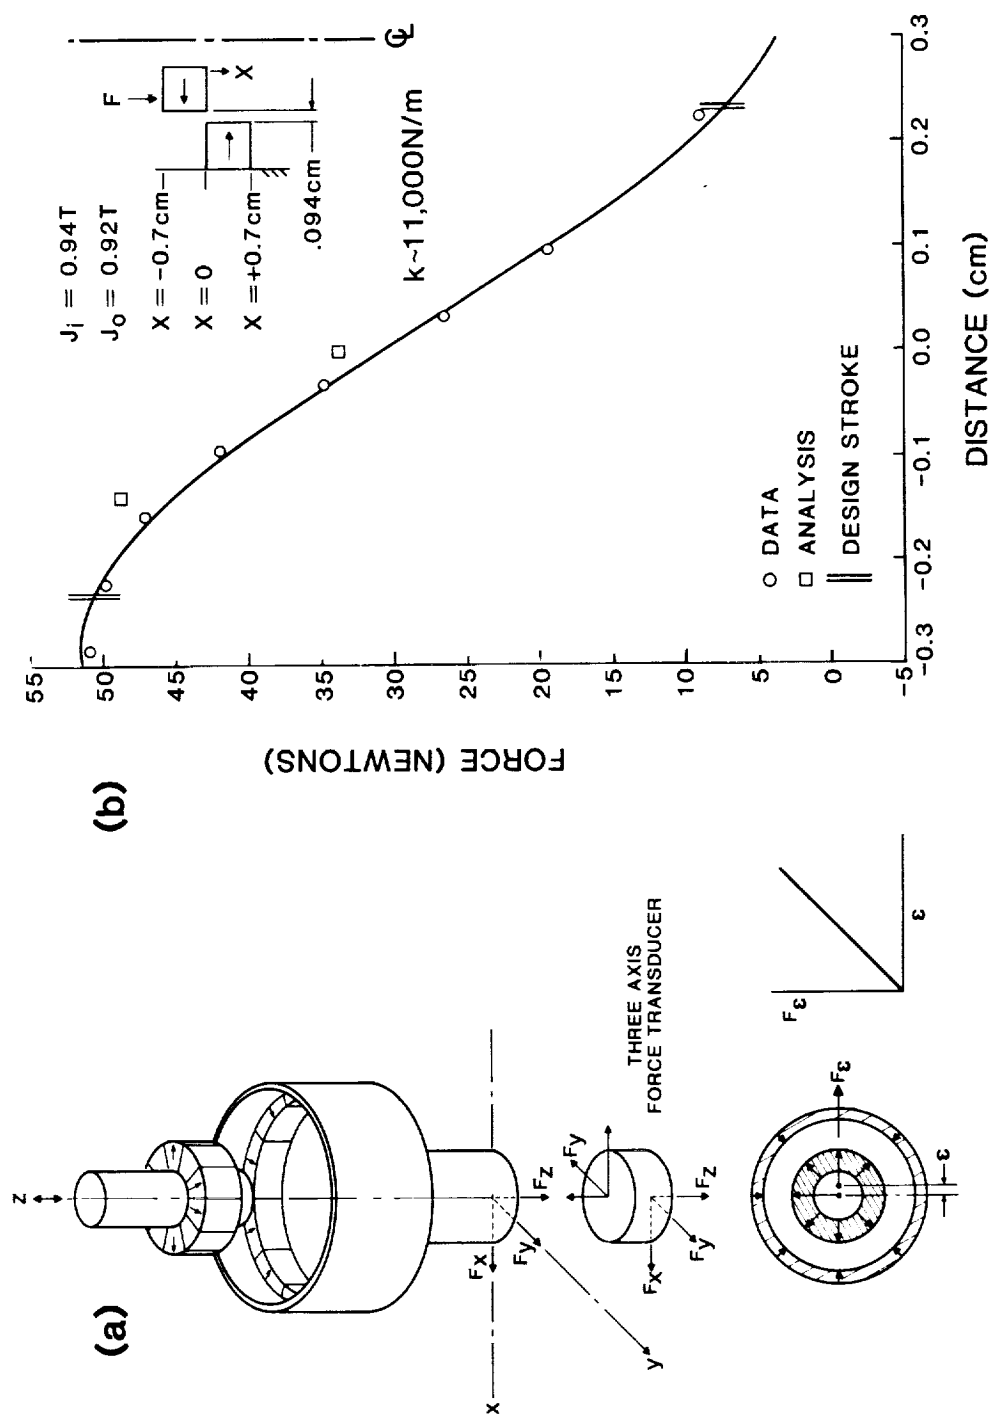 (a)
z
Fx
Fy
Fz
x
y
Fy
Fx
Fy
Fz
THREE AXIS
FORCE TRANSDUCER
Fε
ε
Fε
ε
(b)
FORCE (NEWTONS)
55
50
45
40
35
30
25
20
15
10
5
0
-5
-0.3
-0.2
-0.1
0.0
0.1
0.2
0.3
DISTANCE (cm)
○ DATA
□ ANALYSIS
DESIGN STROKE
Ji = 0.94T
Jo = 0.92T
X = -0.7cm
X = 0
X = +0.7cm
.094cm
k~11,000N/m
F
X
℄